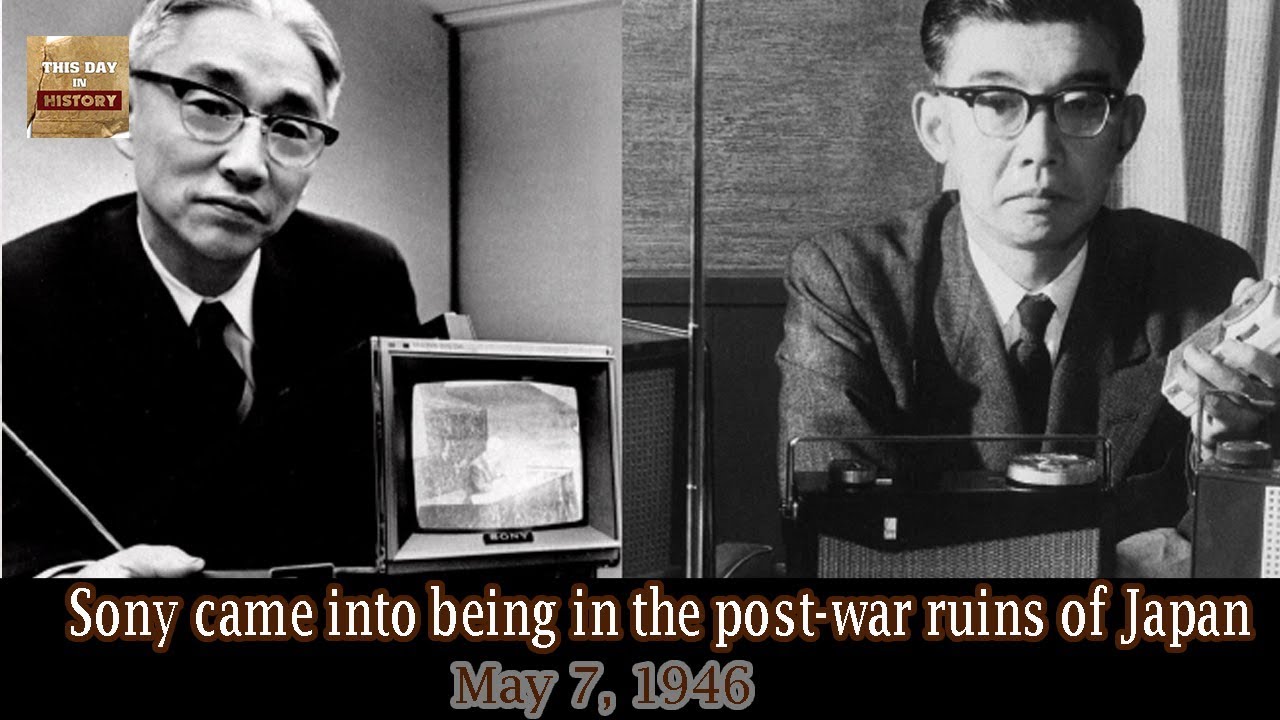 THIS DAY
IN
HISTORY
SONY
Sony came into being in the post-war ruins of Japan
May 7, 1946